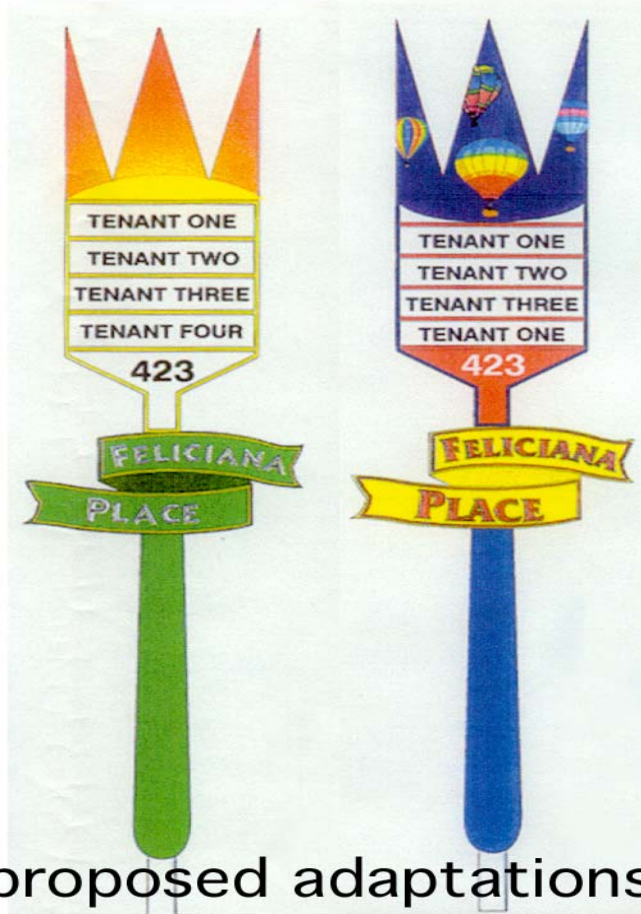 TENANT ONE
TENANT TWO
TENANT THREE
TENANT FOUR
423
FELICIANA
PLACE
TENANT ONE
TENANT TWO
TENANT THREE
TENANT ONE
423
FELICIANA
PLACE
proposed adaptations